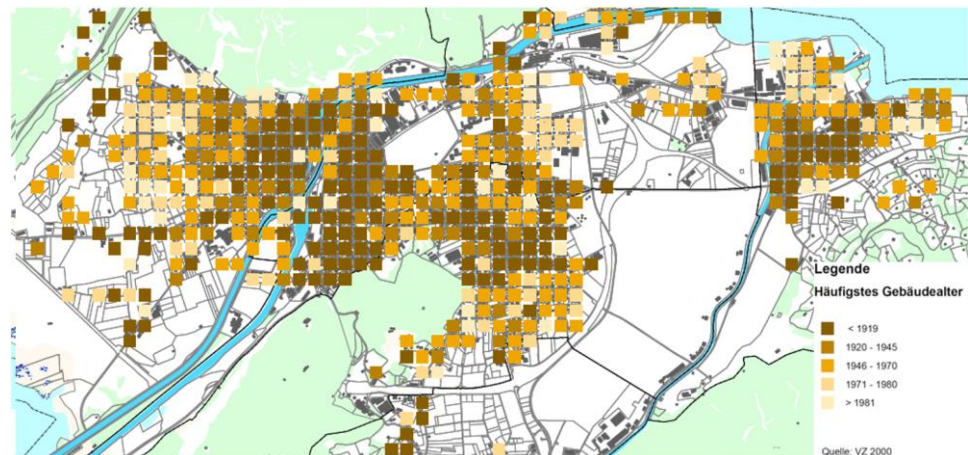 Legende
Häufigstes Gebäudealter
< 1919
1920 - 1945
1946 - 1970
1971 - 1980
> 1981
Quelle: VZ 2000